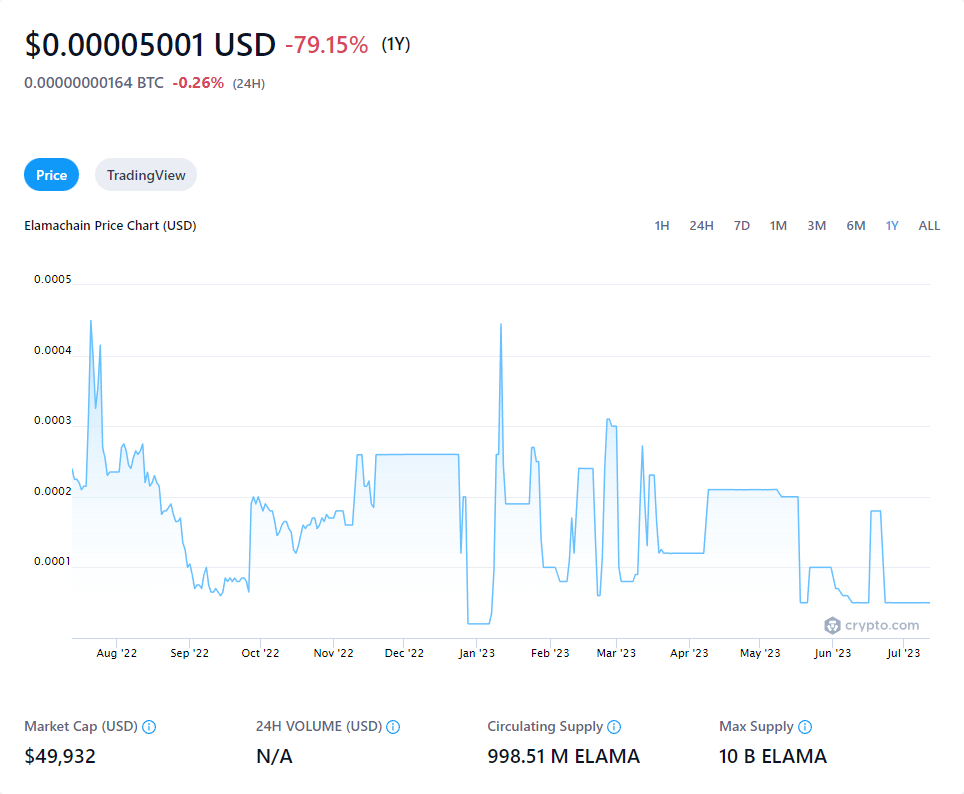 $0.00005001 USD -79.15% (1Y)
0.00000000164 BTC -0.26% (24H)
Price TradingView
Elamachain Price Chart (USD) 1H 24H 7D 1M 3M 6M 1Y ALL
0.0005
0.0004
0.0003
0.0002
0.0001
crypto.com
Aug '22 Sep '22 Oct '22 Nov '22 Dec '22 Jan '23 Feb '23 Mar '23 Apr '23 May '23 Jun '23 Jul '23
Market Cap (USD) 24H VOLUME (USD) Circulating Supply Max Supply
$49,932 N/A 998.51 M ELAMA 10 B ELAMA